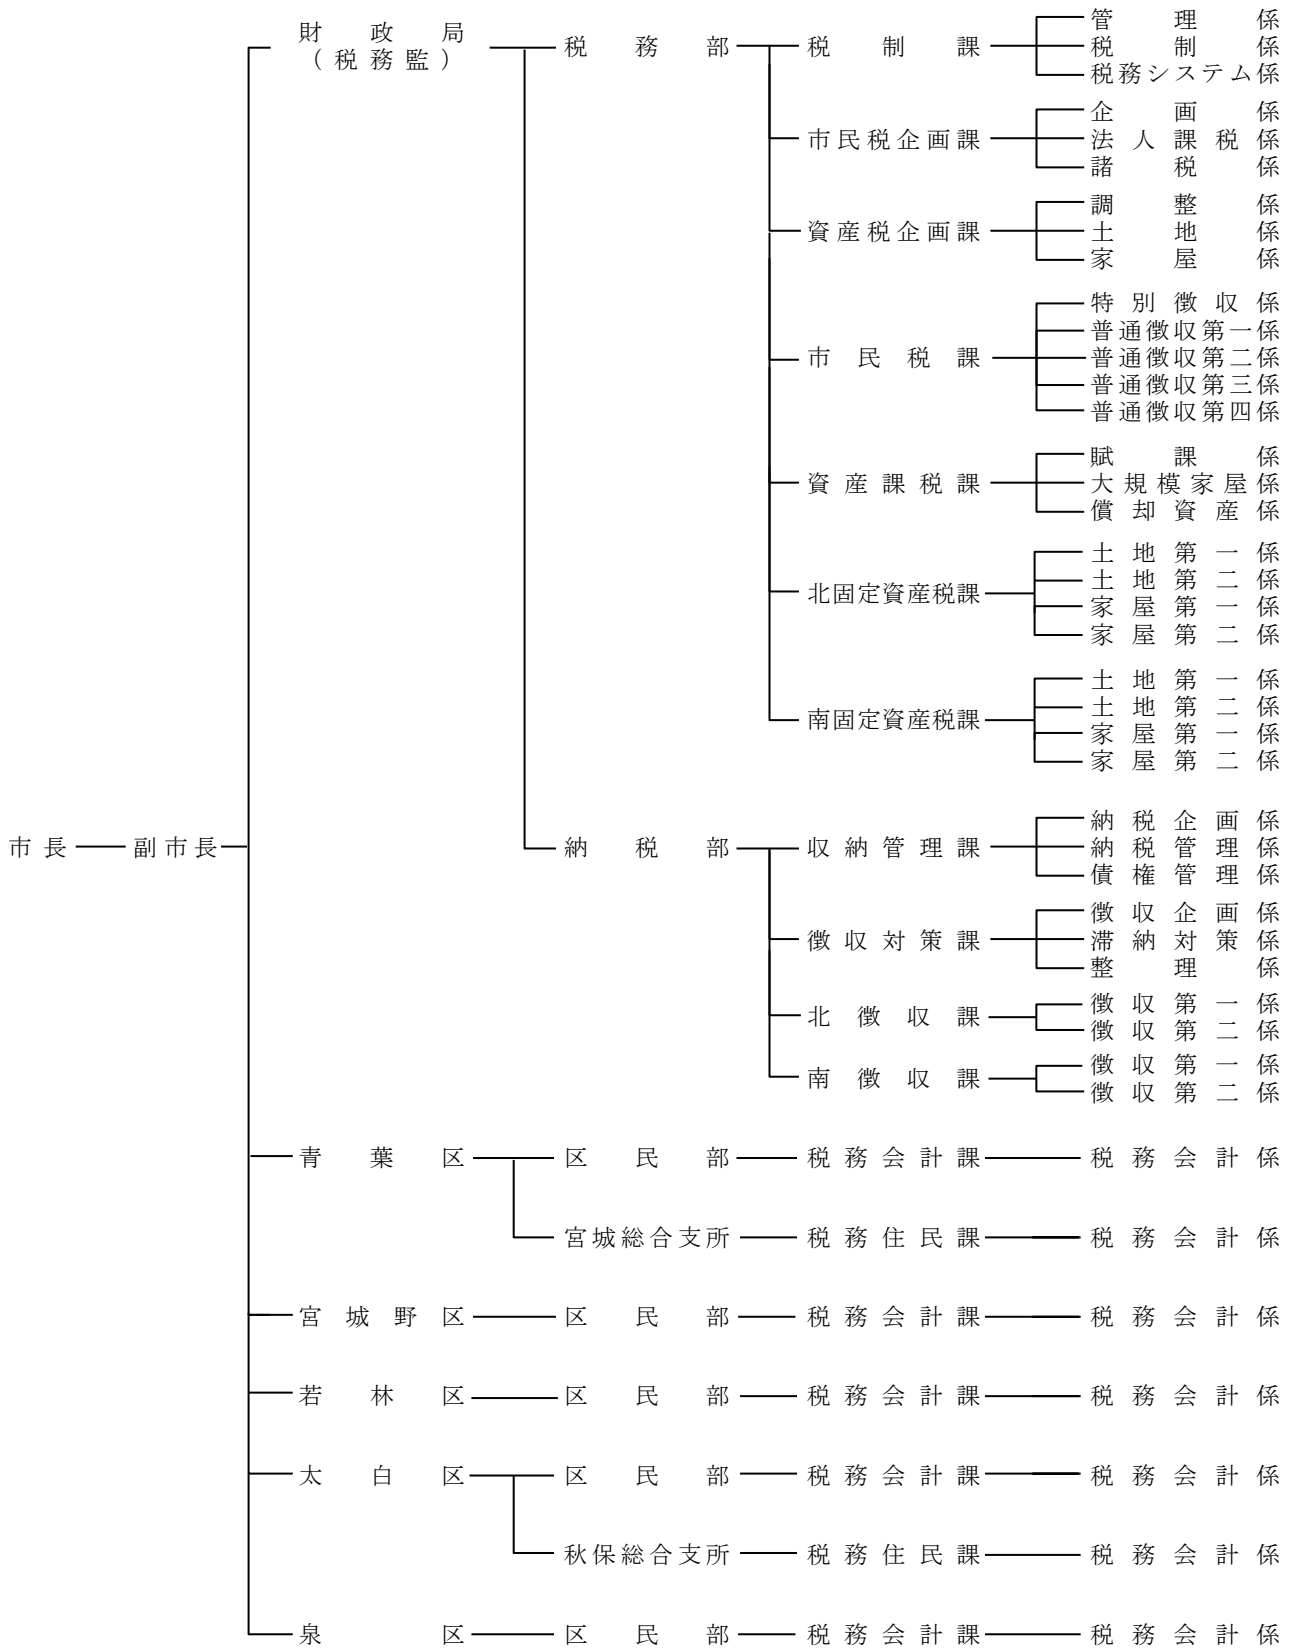 財政局
（税務監）
税務部
税制課
管理係
税制係
税務システム係
市民税企画課
企画係
法人課税係
諸税係
資産税企画課
調整係
土地係
家屋係
市民税課
特別徴収係
普通徴収第一係
普通徴収第二係
普通徴収第三係
普通徴収第四係
資産課税課
賦課係
大規模家屋係
償却資産係
北固定資産税課
土地第一係
土地第二係
家屋第一係
家屋第二係
南固定資産税課
土地第一係
土地第二係
家屋第一係
家屋第二係
市長
副市長
納税部
収納管理課
納税企画係
納税管理係
債権管理係
徴収対策課
徴収企画係
滞納対策係
整理係
北徴収課
徴収第一係
徴収第二係
南徴収課
徴収第一係
徴収第二係
青葉区
区民部
税務会計課
税務会計係
宮城総合支所
税務住民課
税務会計係
宮城野区
区民部
税務会計課
税務会計係
若林区
区民部
税務会計課
税務会計係
太白区
区民部
税務会計課
税務会計係
秋保総合支所
税務住民課
税務会計係
泉区
区民部
税務会計課
税務会計係